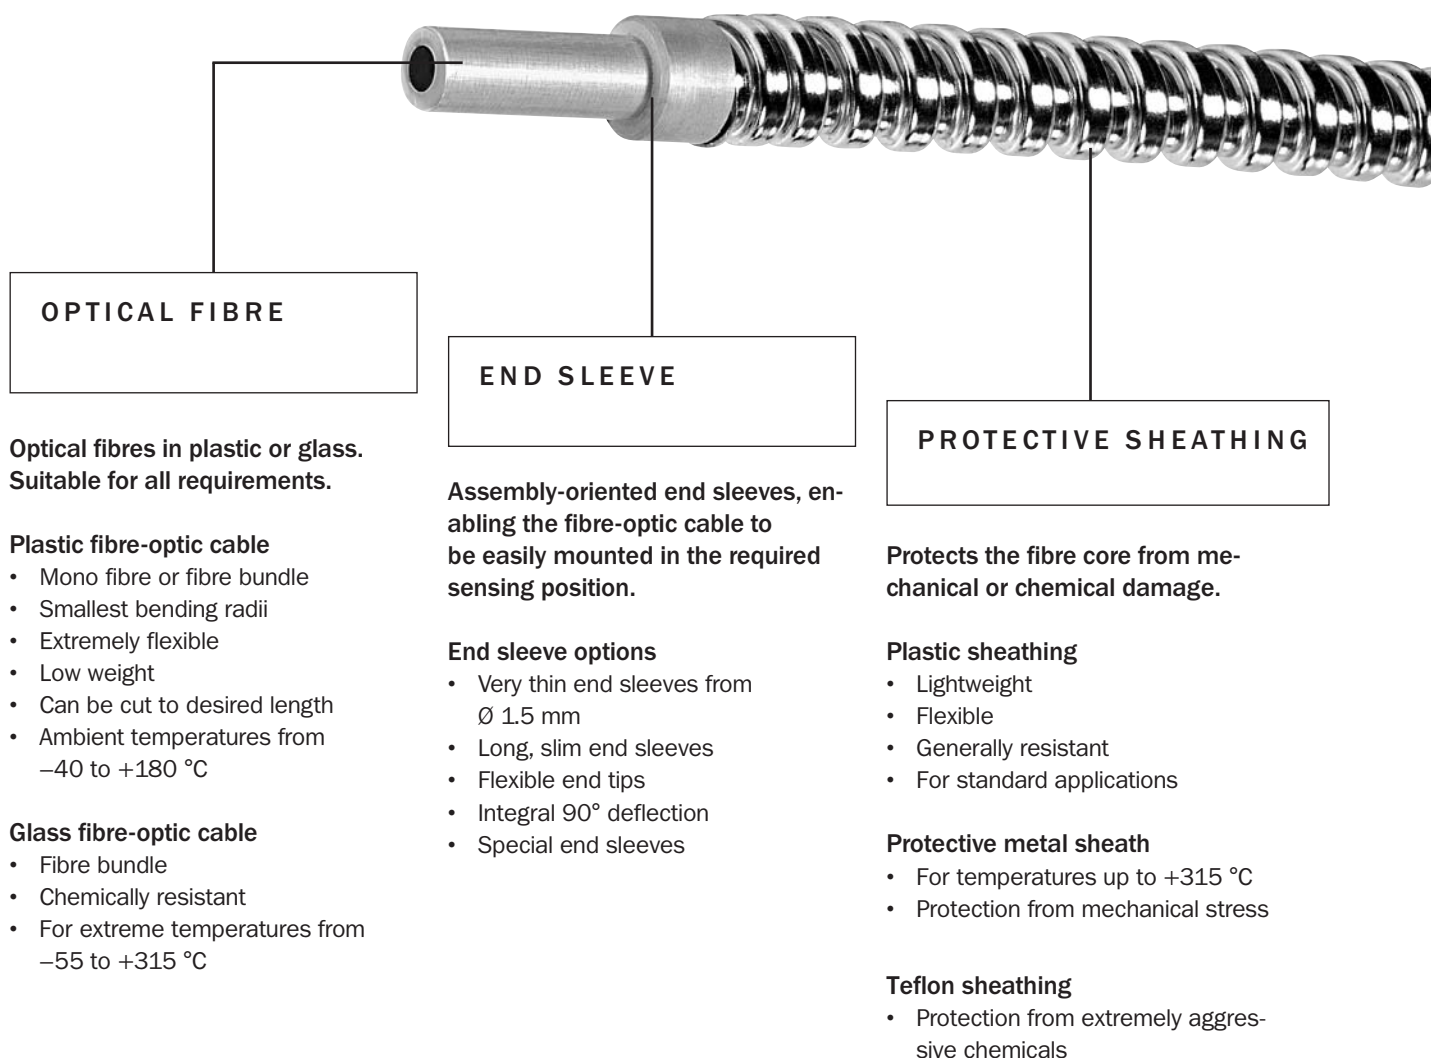 OPTICAL FIBRE
Optical fibres in plastic or glass.
Suitable for all requirements.
Plastic fibre-optic cable
• Mono fibre or fibre bundle
• Smallest bending radii
• Extremely flexible
• Low weight
• Can be cut to desired length
• Ambient temperatures from
–40 to +180 °C
Glass fibre-optic cable
• Fibre bundle
• Chemically resistant
• For extreme temperatures from
–55 to +315 °C
END SLEEVE
Assembly-oriented end sleeves, en-
abling the fibre-optic cable to
be easily mounted in the required
sensing position.
End sleeve options
• Very thin end sleeves from
Ø 1.5 mm
• Long, slim end sleeves
• Flexible end tips
• Integral 90° deflection
• Special end sleeves
PROTECTIVE SHEATHING
Protects the fibre core from me-
chanical or chemical damage.
Plastic sheathing
• Lightweight
• Flexible
• Generally resistant
• For standard applications
Protective metal sheath
• For temperatures up to +315 °C
• Protection from mechanical stress
Teflon sheathing
• Protection from extremely aggres-
sive chemicals